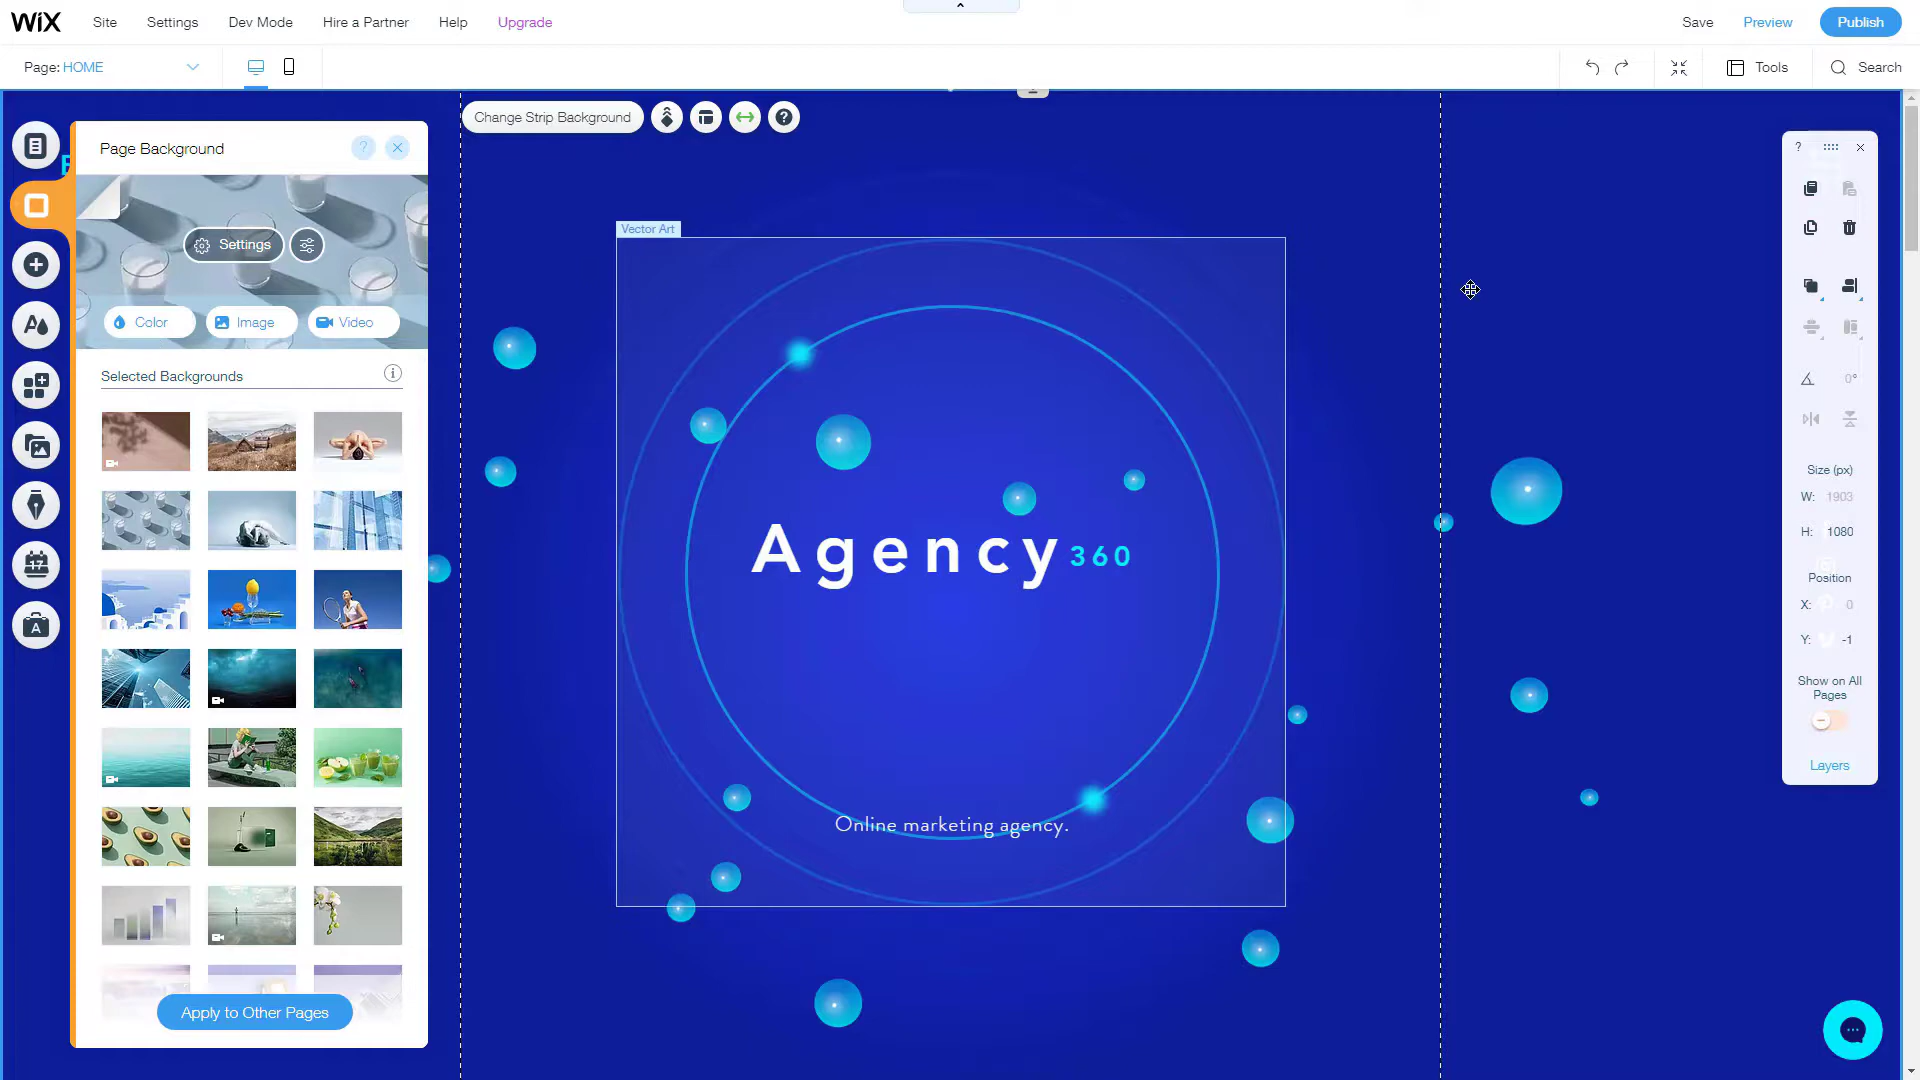 WiX Site Settings Dev Mode Hire a Partner Help Upgrade Save Preview Publish
Page: HOME Tools Search
Change Strip Background
Page Background
Settings
Color Image Video
Selected Backgrounds
Apply to Other Pages
Vector Art
Agency 360
Online marketing agency.
0°
Size (px)
W: 1903
H: 1080
Position
X: 0
Y: -1
Show on All
Pages
Layers
17
A